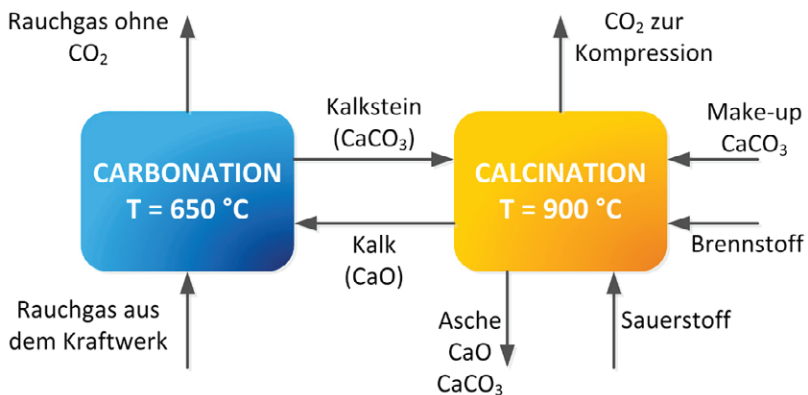 Rauchgas ohne
CO₂
CO₂ zur
Kompression
Kalkstein
(CaCO₃)
Make-up
CaCO₃
CARBONATION
T = 650 °C
CALCINATION
T = 900 °C
Kalk
(CaO)
Brennstoff
Rauchgas aus
dem Kraftwerk
Asche
CaO
CaCO₃
Sauerstoff